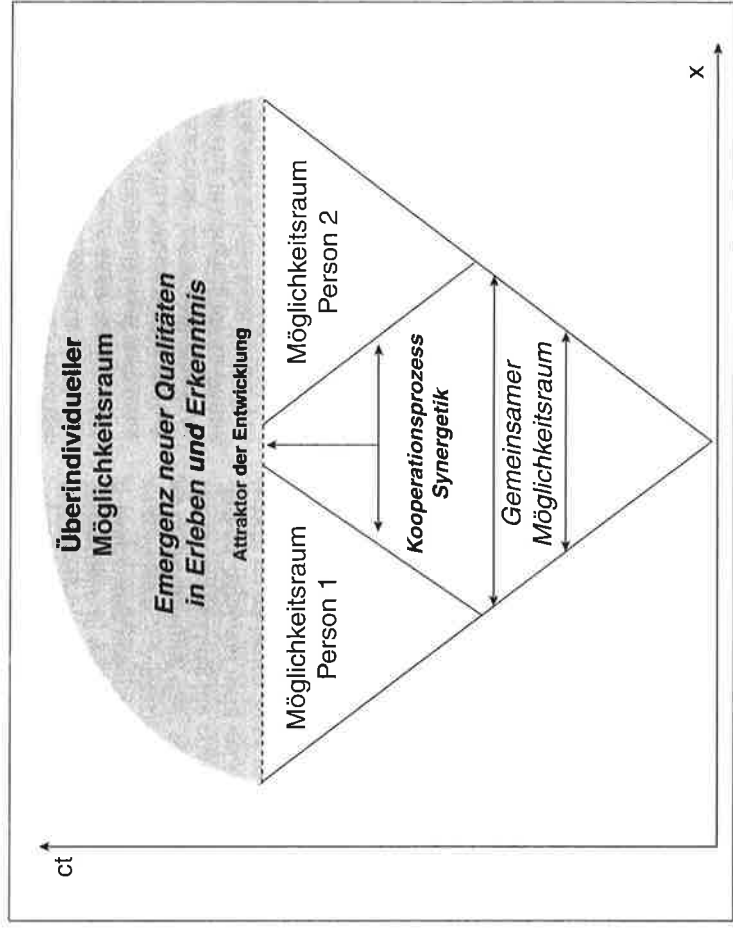 ct
Überindividueller
Möglichkeitsraum
Emergenz neuer Qualitäten
in Erleben und Erkenntnis
Attraktor der Entwicklung
Möglichkeitsraum
Person 1
Möglichkeitsraum
Person 2
Kooperationsprozess
Synergetik
Gemeinsamer
Möglichkeitsraum
x